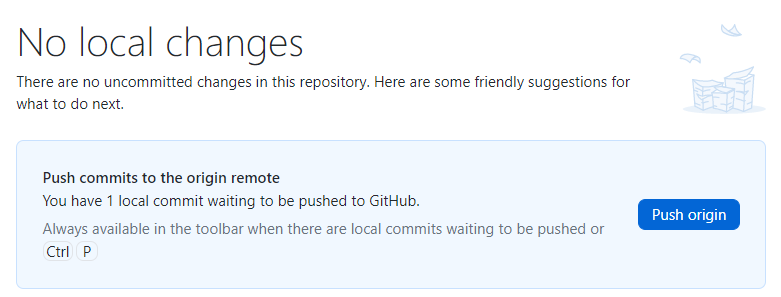 No local changes
There are no uncommitted changes in this repository. Here are some friendly suggestions for
what to do next.
Push commits to the origin remote
You have 1 local commit waiting to be pushed to GitHub.
Always available in the toolbar when there are local commits waiting to be pushed or
Ctrl P
Push origin